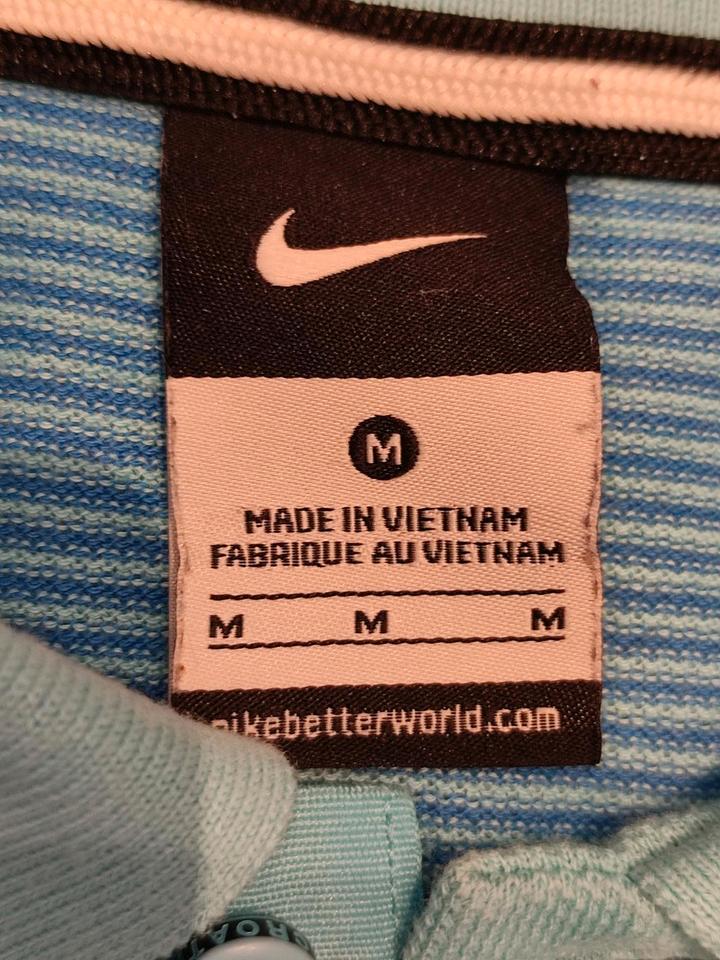 M
MADE IN VIETNAM
FABRIQUE AU VIETNAM
M M M
nikebetterworld.com